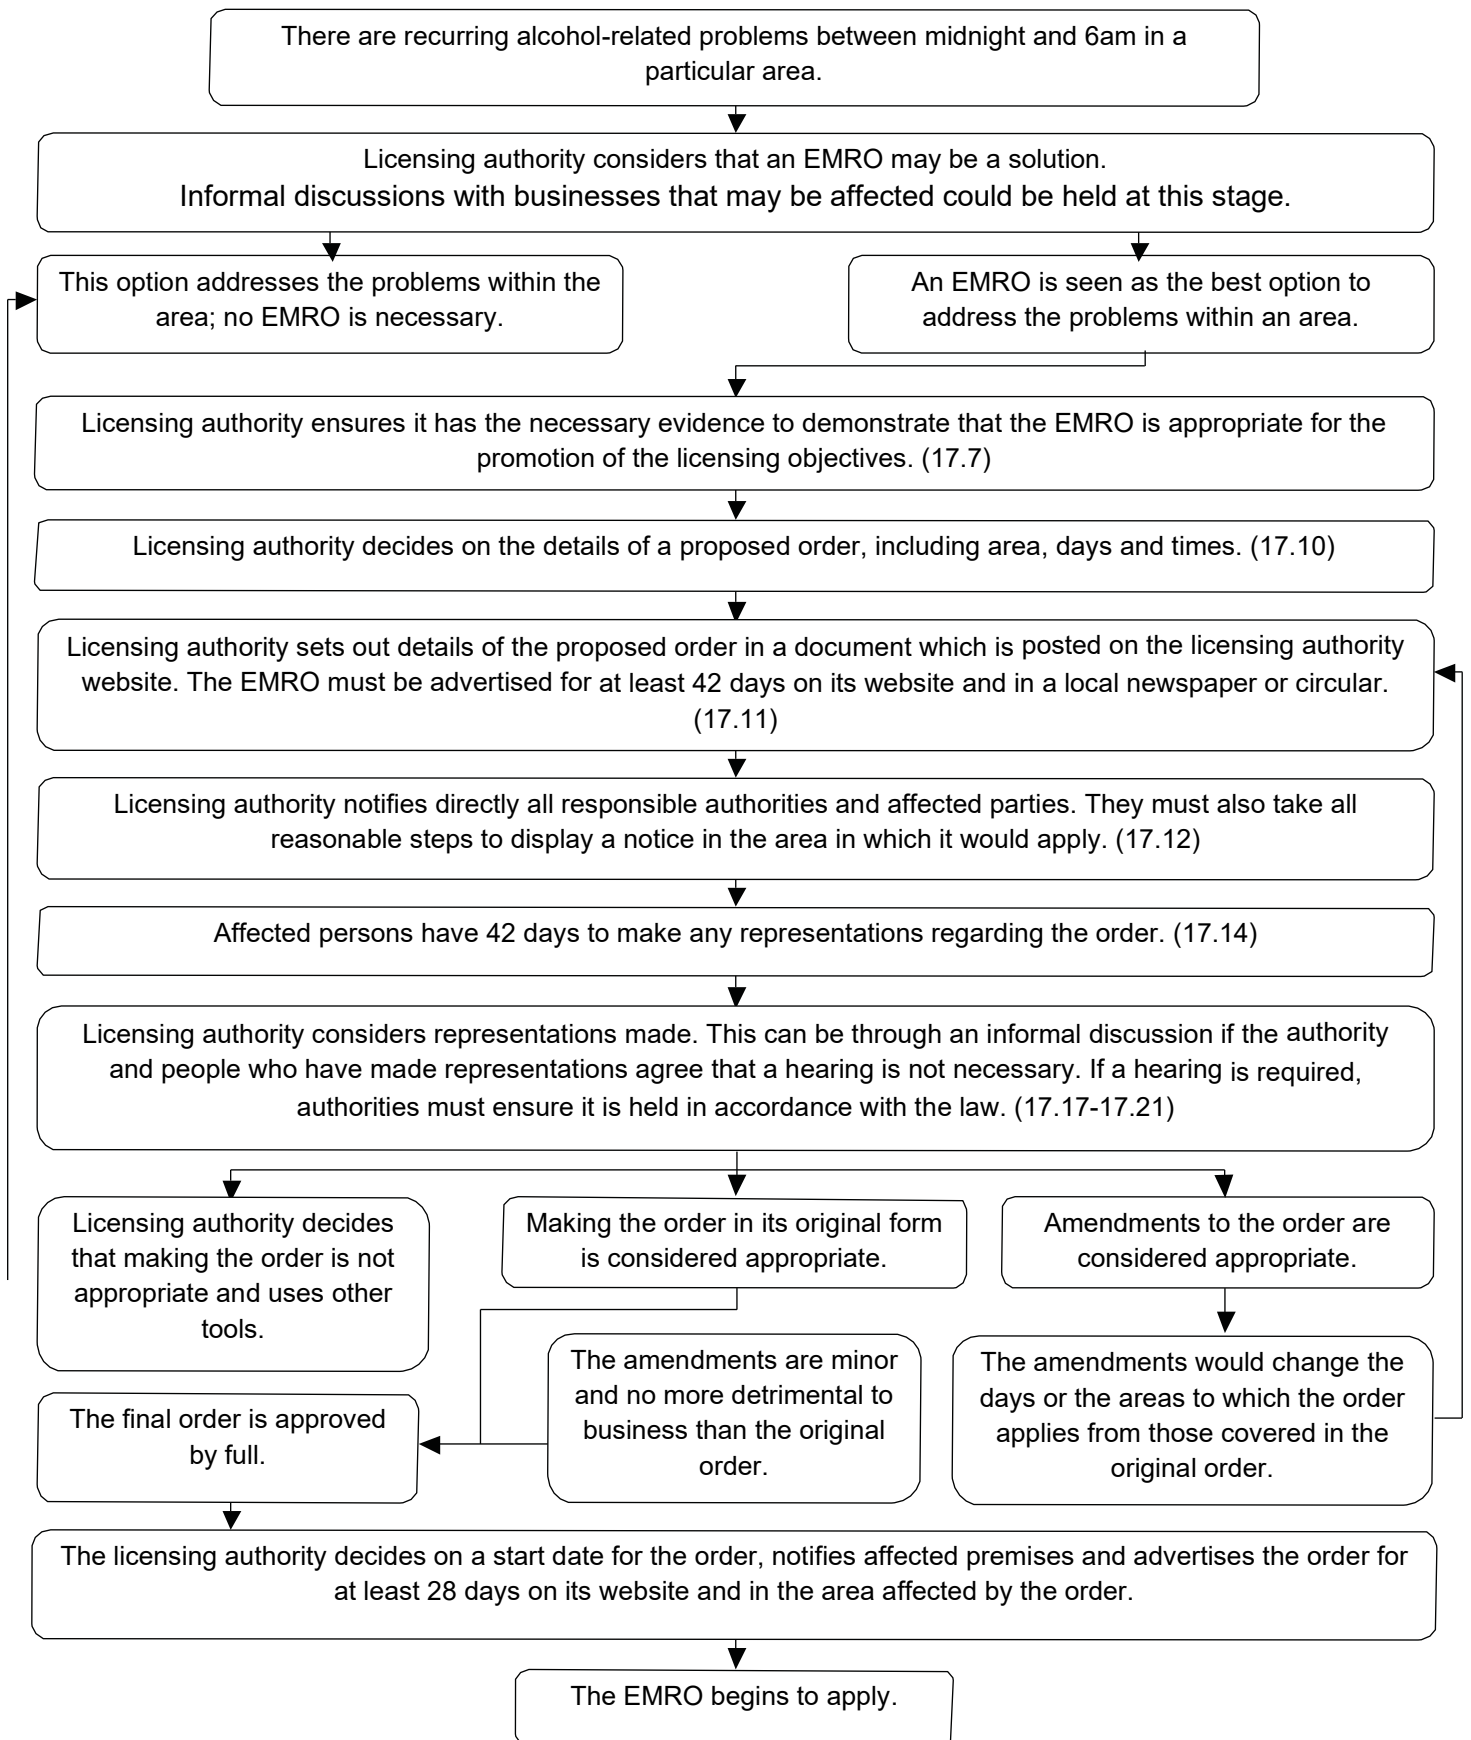 There are recurring alcohol-related problems between midnight and 6am in a
particular area.
Licensing authority considers that an EMRO may be a solution.
Informal discussions with businesses that may be affected could be held at this stage.
This option addresses the problems within the
area; no EMRO is necessary.
An EMRO is seen as the best option to
address the problems within an area.
Licensing authority ensures it has the necessary evidence to demonstrate that the EMRO is appropriate for the
promotion of the licensing objectives. (17.7)
Licensing authority decides on the details of a proposed order, including area, days and times. (17.10)
Licensing authority sets out details of the proposed order in a document which is posted on the licensing authority
website. The EMRO must be advertised for at least 42 days on its website and in a local newspaper or circular.
(17.11)
Licensing authority notifies directly all responsible authorities and affected parties. They must also take all
reasonable steps to display a notice in the area in which it would apply. (17.12)
Affected persons have 42 days to make any representations regarding the order. (17.14)
Licensing authority considers representations made. This can be through an informal discussion if the authority
and people who have made representations agree that a hearing is not necessary. If a hearing is required,
authorities must ensure it is held in accordance with the law. (17.17-17.21)
Licensing authority decides
that making the order is not
appropriate and uses other
tools.
Making the order in its original form
is considered appropriate.
Amendments to the order are
considered appropriate.
The amendments are minor
and no more detrimental to
business than the original
order.
The amendments would change the
days or the areas to which the order
applies from those covered in the
original order.
The final order is approved
by full.
The licensing authority decides on a start date for the order, notifies affected premises and advertises the order for
at least 28 days on its website and in the area affected by the order.
The EMRO begins to apply.